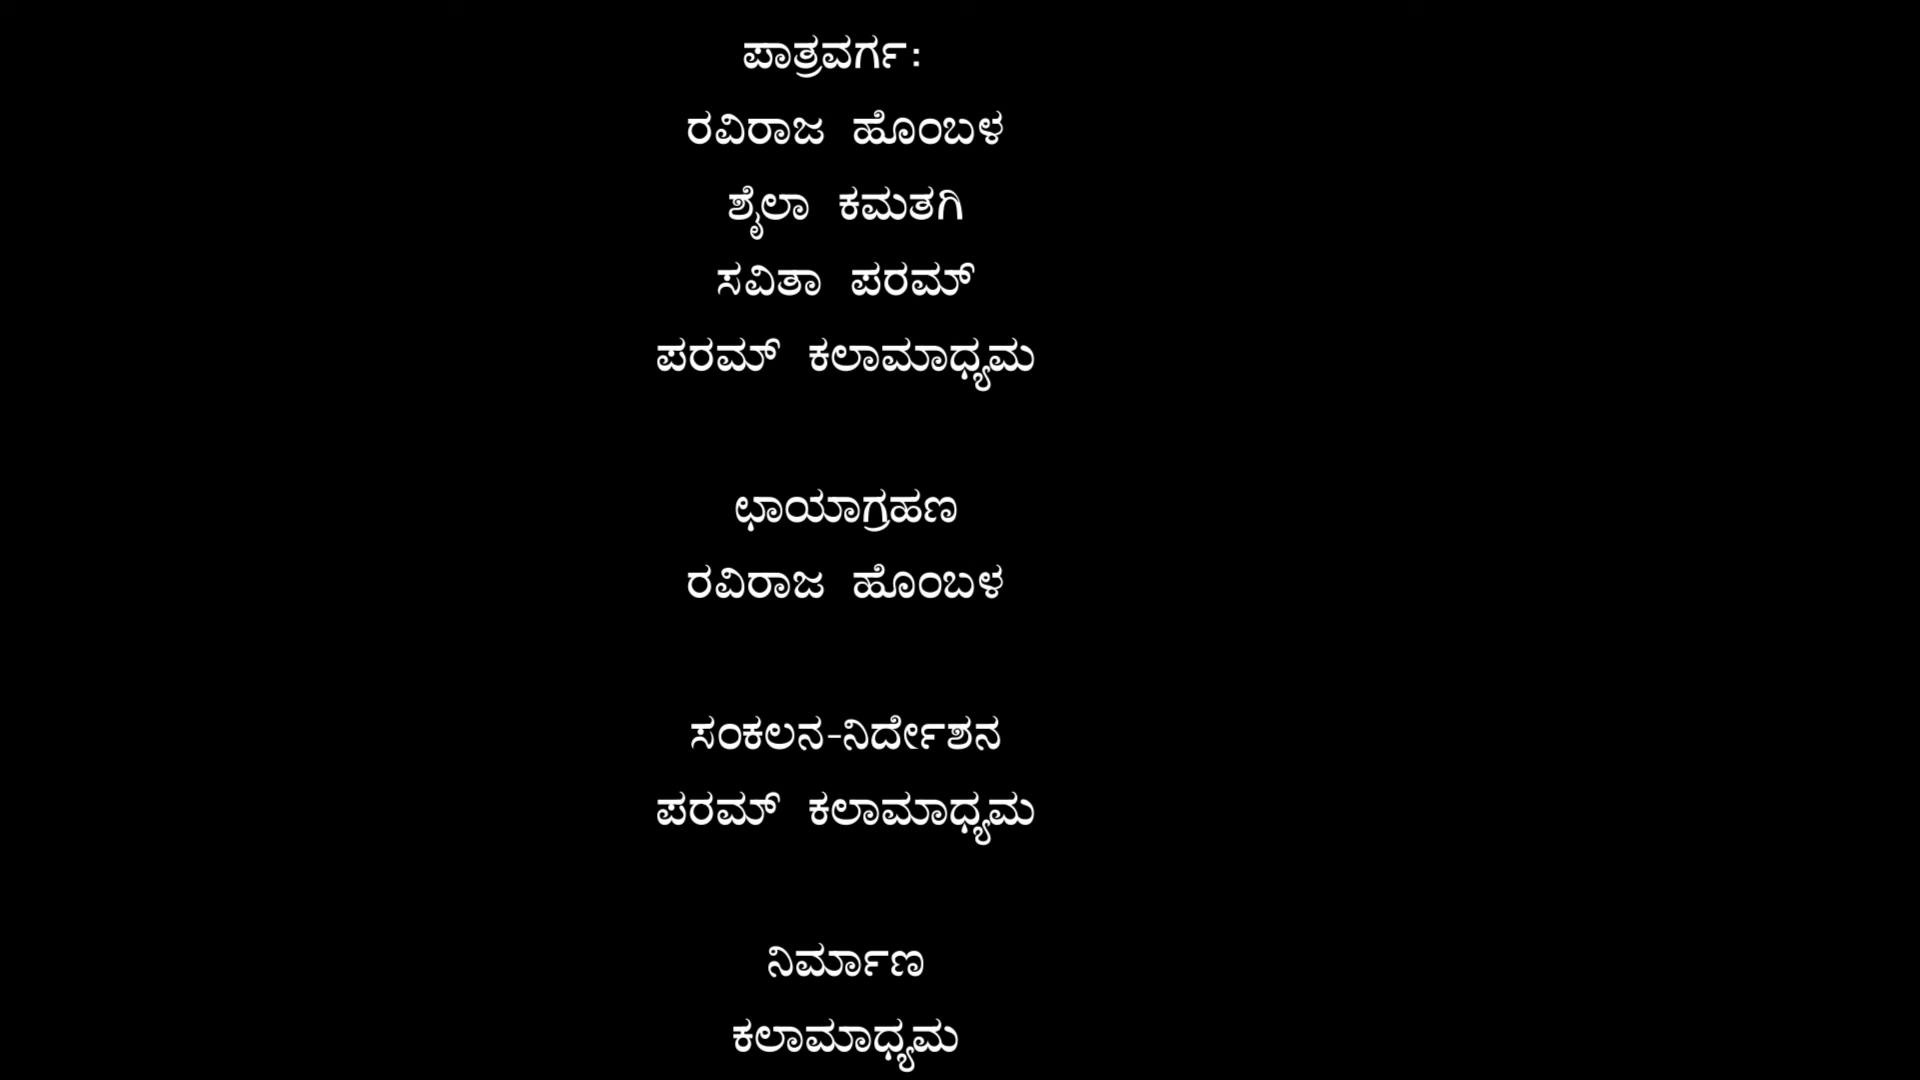 ಪಾತ್ರವರ್ಗ:
ರವಿರಾಜ ಹೊಂಬಳ
ಶೈಲಾ ಕಮತಗಿ
ಸವಿತಾ ಪರಮ್
ಪರಮ್ ಕಲಾಮಾಧ್ಯಮ
ಛಾಯಾಗ್ರಹಣ
ರವಿರಾಜ ಹೊಂಬಳ
ಸಂಕಲನ-ನಿರ್ದೇಶನ
ಪರಮ್ ಕಲಾಮಾಧ್ಯಮ
ನಿರ್ಮಾಣ
ಕಲಾಮಾಧ್ಯಮ